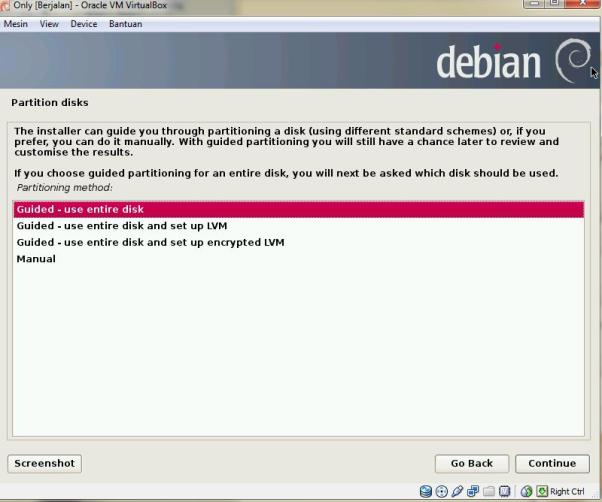 Only [Berjalan] - Oracle VM VirtualBox
Mesin View Device Bantuan
debian
Partition disks
The installer can guide you through partitioning a disk (using different standard schemes) or, if you
prefer, you can do it manually. With guided partitioning you will still have a chance later to review and
customise the results.
If you choose guided partitioning for an entire disk, you will next be asked which disk should be used.
Partitioning method:
Guided - use entire disk
Guided - use entire disk and set up LVM
Guided - use entire disk and set up encrypted LVM
Manual
Screenshot Go Back Continue
Right Ctrl